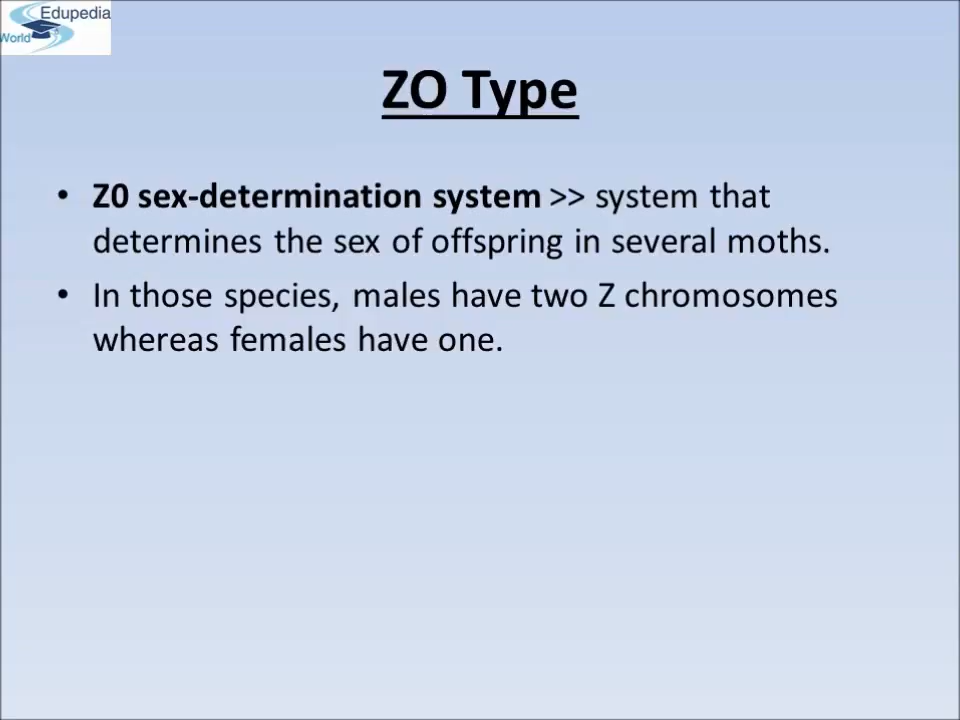 Edupedia
World
ZO Type
• Z0 sex-determination system >> system that
determines the sex of offspring in several moths.
• In those species, males have two Z chromosomes
whereas females have one.